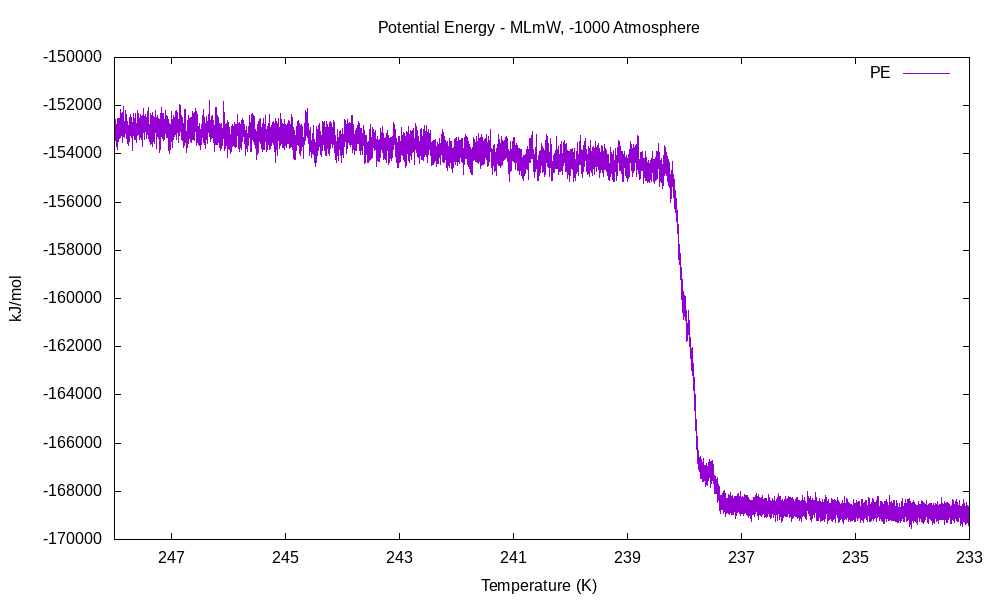 Potential Energy - MLmW, -1000 Atmosphere
PE
-150000
-152000
-154000
-156000
-158000
-160000
-162000
-164000
-166000
-168000
-170000
kJ/mol
247 245 243 241 239 237 235 233
Temperature (K)